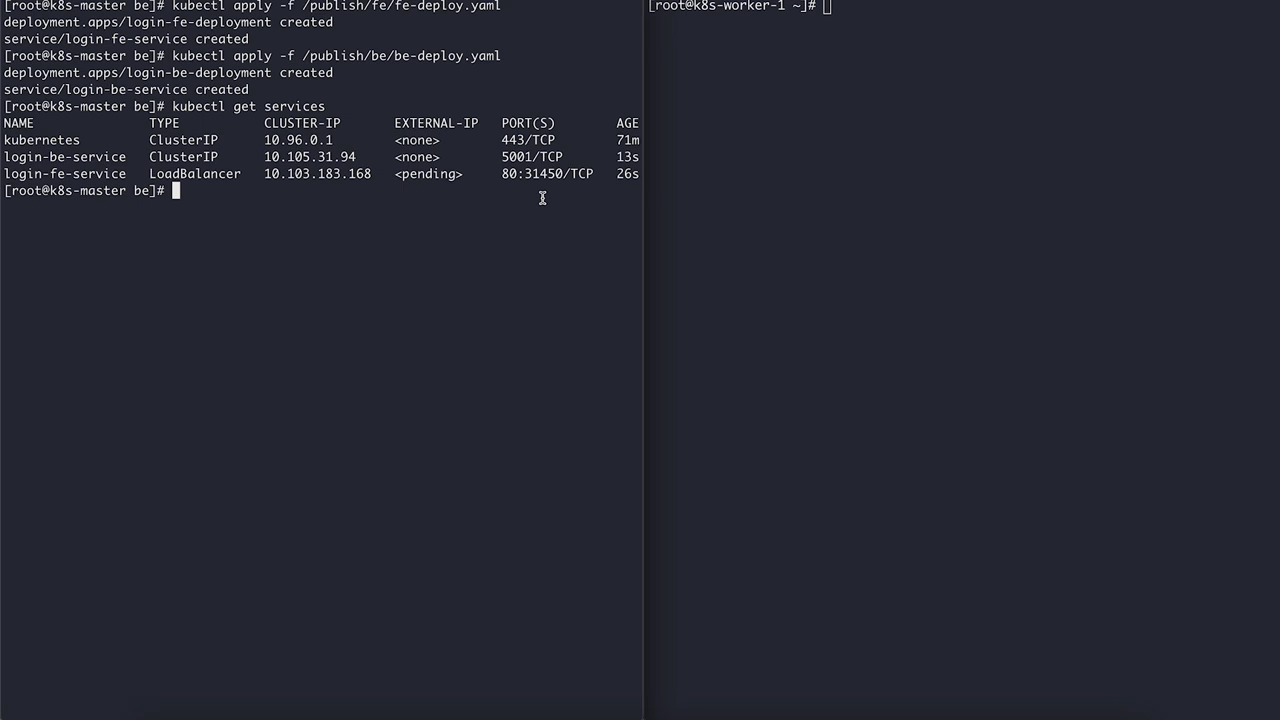 [root@k8s-master be]# kubectl apply -f /publish/fe/fe-deploy.yaml
deployment.apps/login-fe-deployment created
service/login-fe-service created
[root@k8s-master be]# kubectl apply -f /publish/be/be-deploy.yaml
deployment.apps/login-be-deployment created
service/login-be-service created
[root@k8s-master be]# kubectl get services
NAME TYPE CLUSTER-IP EXTERNAL-IP PORT(S) AGE
kubernetes ClusterIP 10.96.0.1 <none> 443/TCP 71m
login-be-service ClusterIP 10.105.31.94 <none> 5001/TCP 13s
login-fe-service LoadBalancer 10.103.183.168 <pending> 80:31450/TCP 26s
[root@k8s-master be]#
[root@k8s-worker-1 ~]#